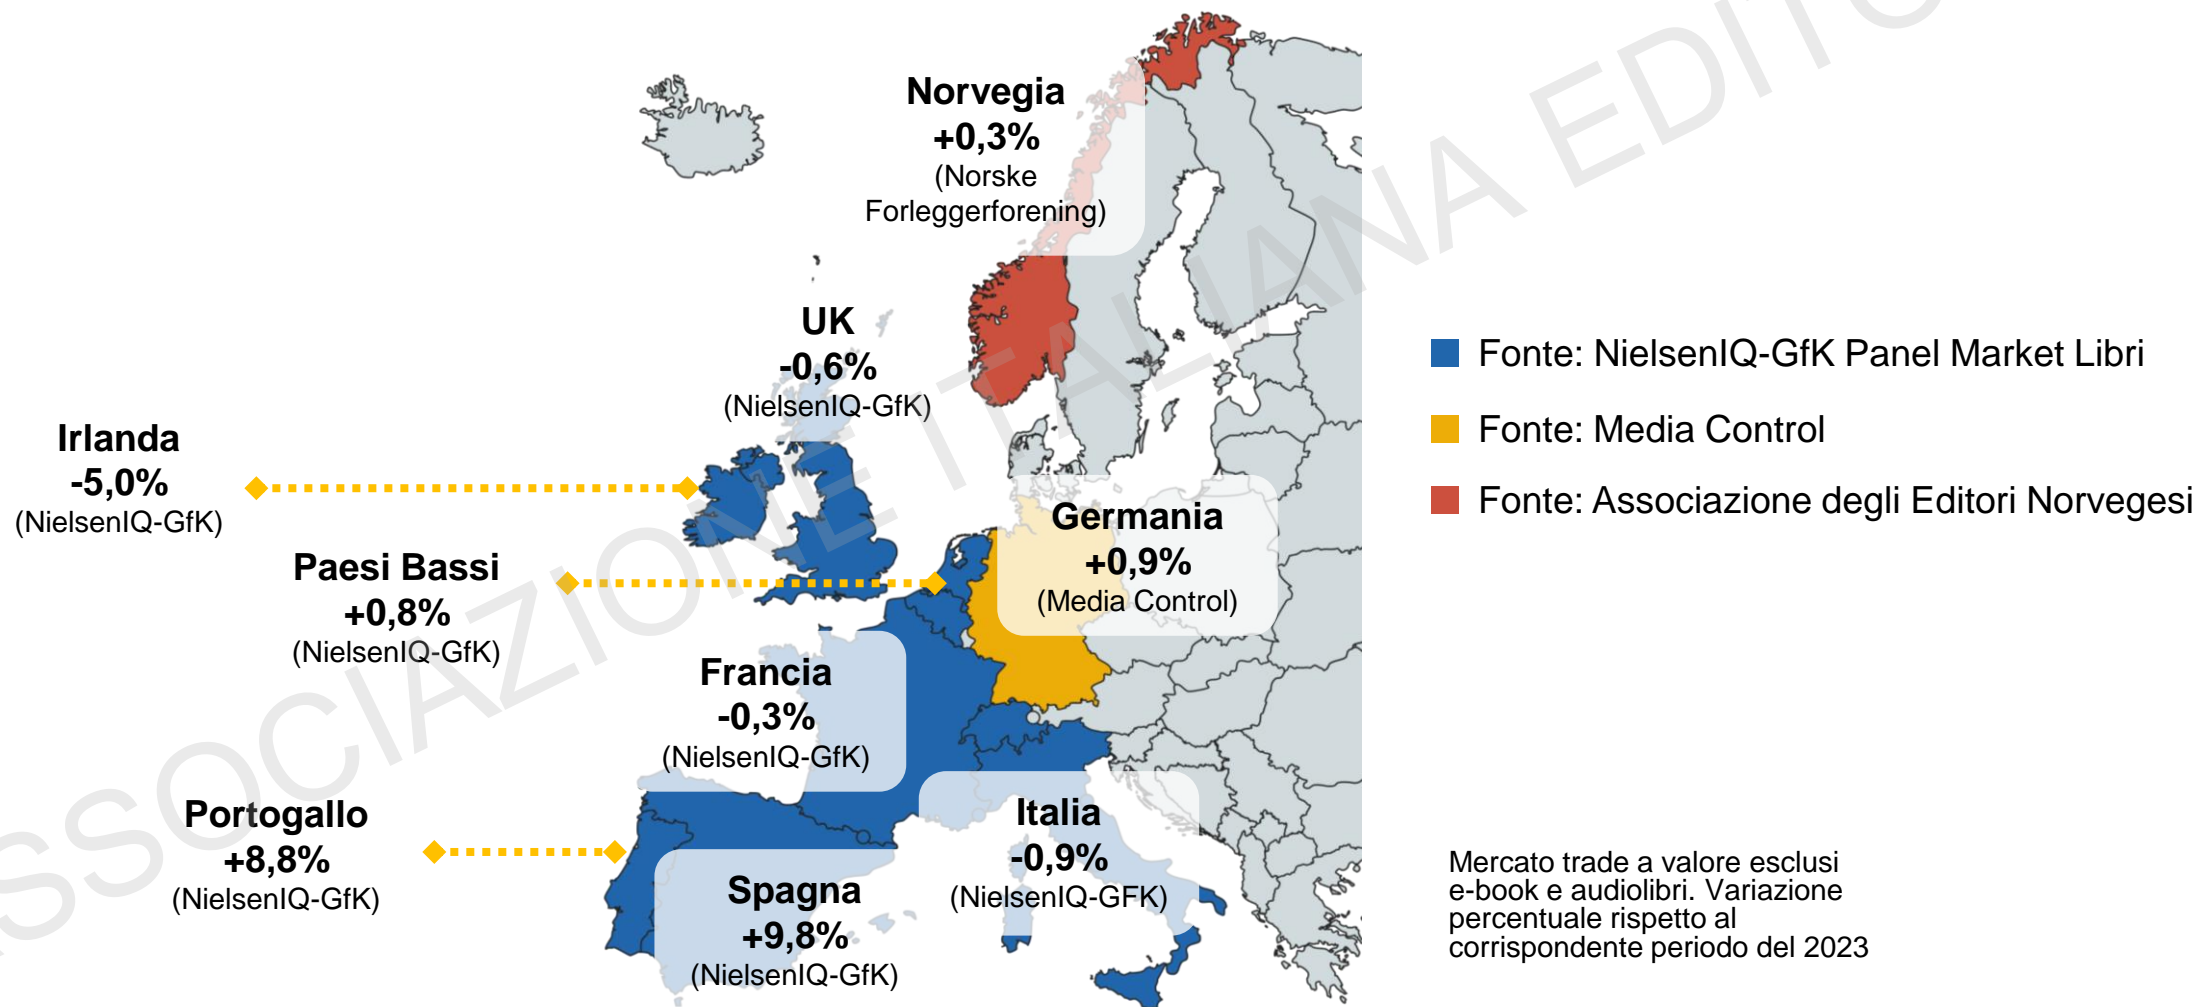 Norvegia
+0,3%
(Norske
Forleggerforening)
UK
-0,6%
(NielsenIQ-GfK)
Irlanda
-5,0%
(NielsenIQ-GfK)
Paesi Bassi
+0,8%
(NielsenIQ-GfK)
Germania
+0,9%
(Media Control)
Francia
-0,3%
(NielsenIQ-GfK)
Portogallo
+8,8%
(NielsenIQ-GfK)
Spagna
+9,8%
(NielsenIQ-GfK)
Italia
-0,9%
(NielsenIQ-GFK)
Fonte: NielsenIQ-GfK Panel Market Libri
Fonte: Media Control
Fonte: Associazione degli Editori Norvegesi
Mercato trade a valore esclusi
e-book e audiolibri. Variazione
percentuale rispetto al
corrispondente periodo del 2023
SSOCIAZIONE ITALIANA EDITO